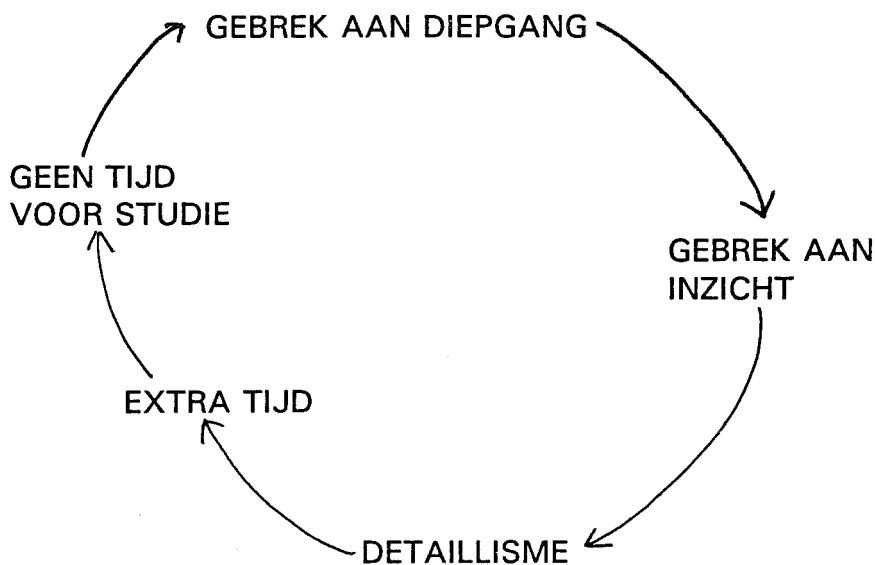 GEBREK AAN DIEPGANG
GEEN TIJD
VOOR STUDIE
GEBREK AAN
INZICHT
EXTRA TIJD
DETAILLISME